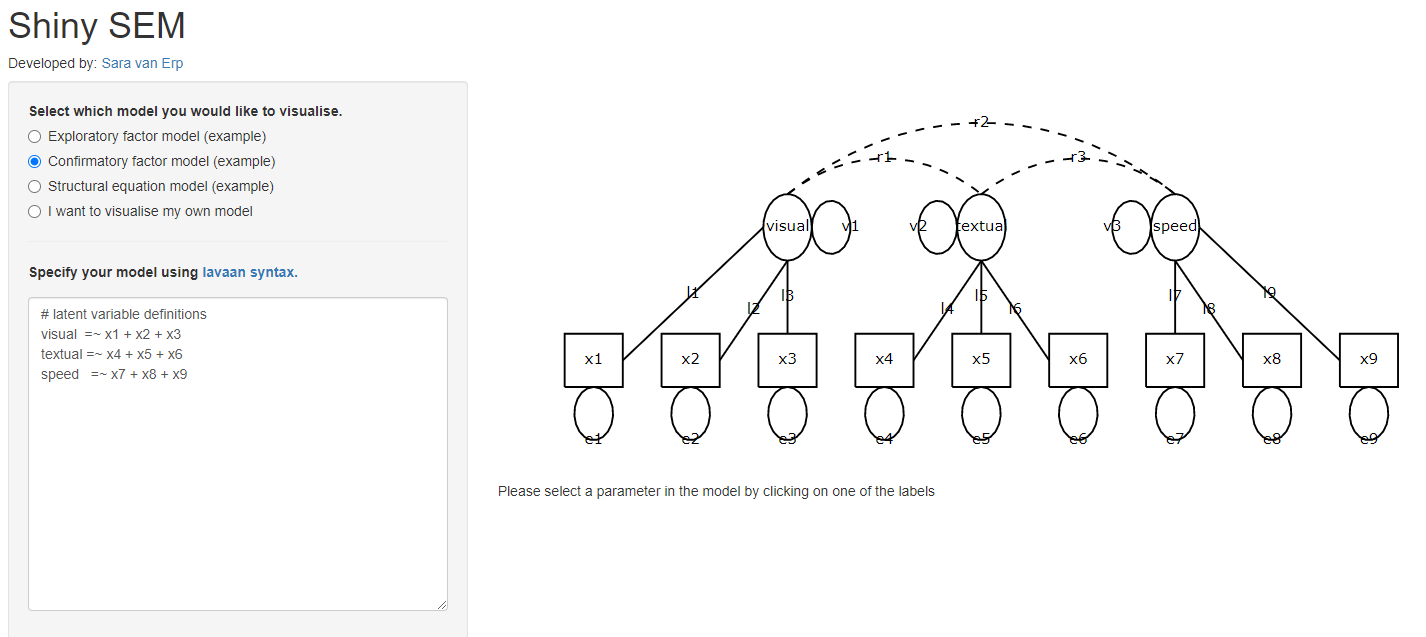 Shiny SEM
Developed by: Sara van Erp
Select which model you would like to visualise.
Exploratory factor model (example)
Confirmatory factor model (example)
Structural equation model (example)
I want to visualise my own model
Specify your model using lavaan syntax.
# latent variable definitions
visual =~ x1 + x2 + x3
textual =~ x4 + x5 + x6
speed =~ x7 + x8 + x9
r2
r1 r3
visual v1 v2 textual v3 speed
l1 l2 l3 l4 l5 l6 l7 l8 l9
x1 x2 x3 x4 x5 x6 x7 x8 x9
e1 e2 e3 e4 e5 e6 e7 e8 e9
Please select a parameter in the model by clicking on one of the labels